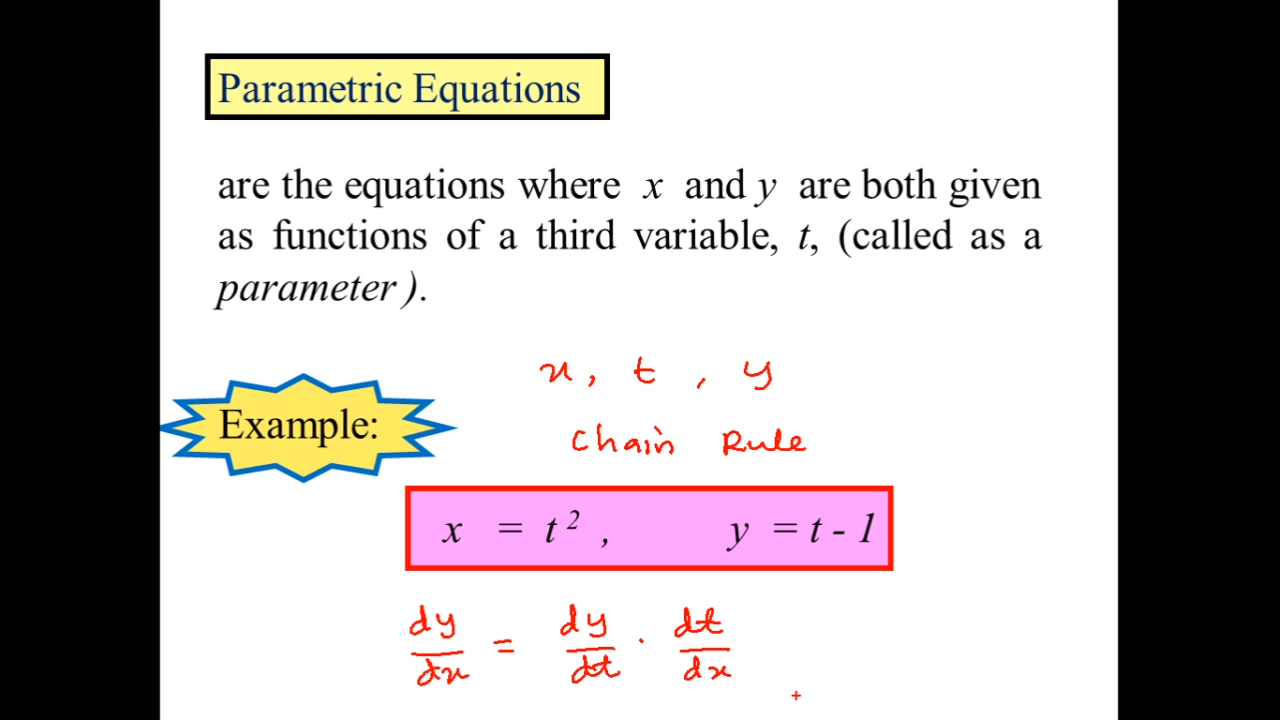 Parametric Equations
are the equations where x and y are both given
as functions of a third variable, t, (called as a
parameter ).
x , t , y
Example:
Chain Rule
x = t², y = t - 1
dy/dx = dy/dt · dt/dx